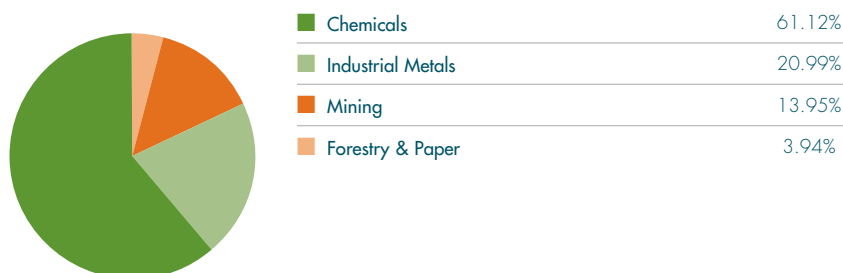 Chemicals 61.12%
Industrial Metals 20.99%
Mining 13.95%
Forestry & Paper 3.94%